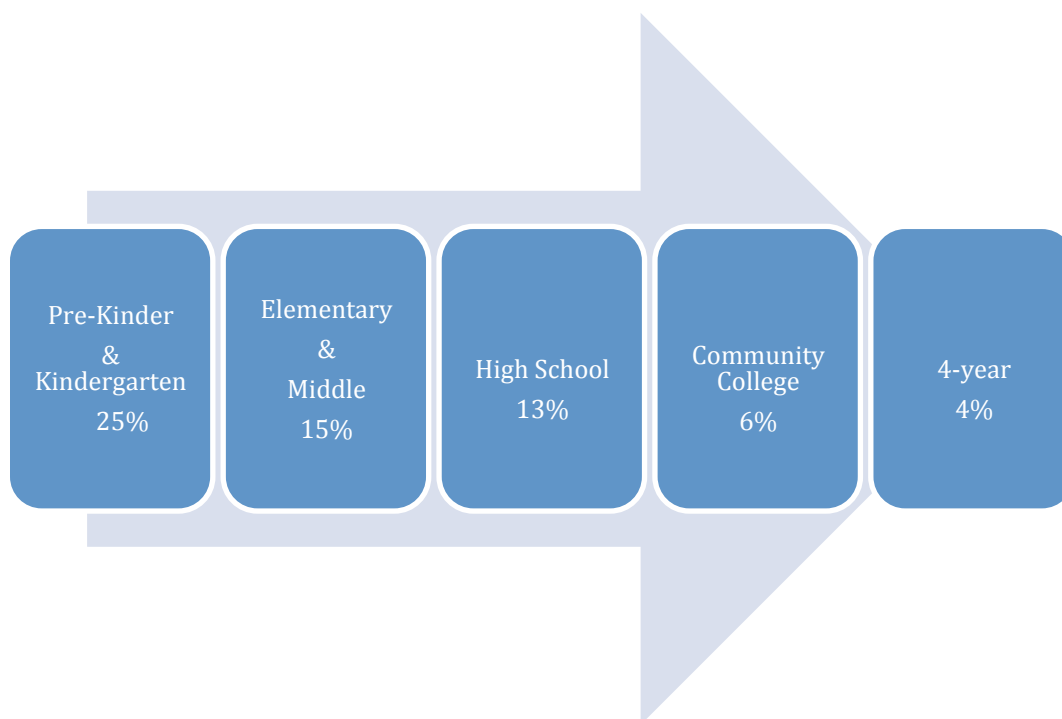 Pre-Kinder
&
Kindergarten
25%
Elementary
&
Middle
15%
High School
13%
Community
College
6%
4-year
4%